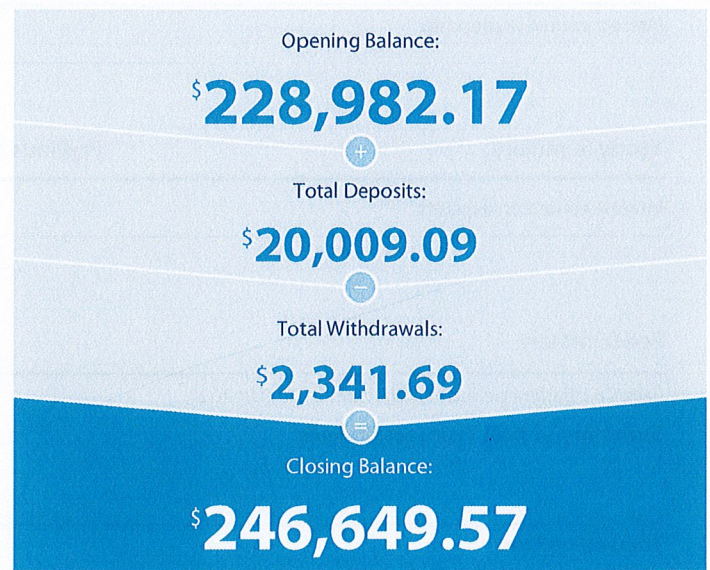 Opening Balance:
$228,982.17
+
Total Deposits:
$20,009.09
−
Total Withdrawals:
$2,341.69
=
Closing Balance:
$246,649.57